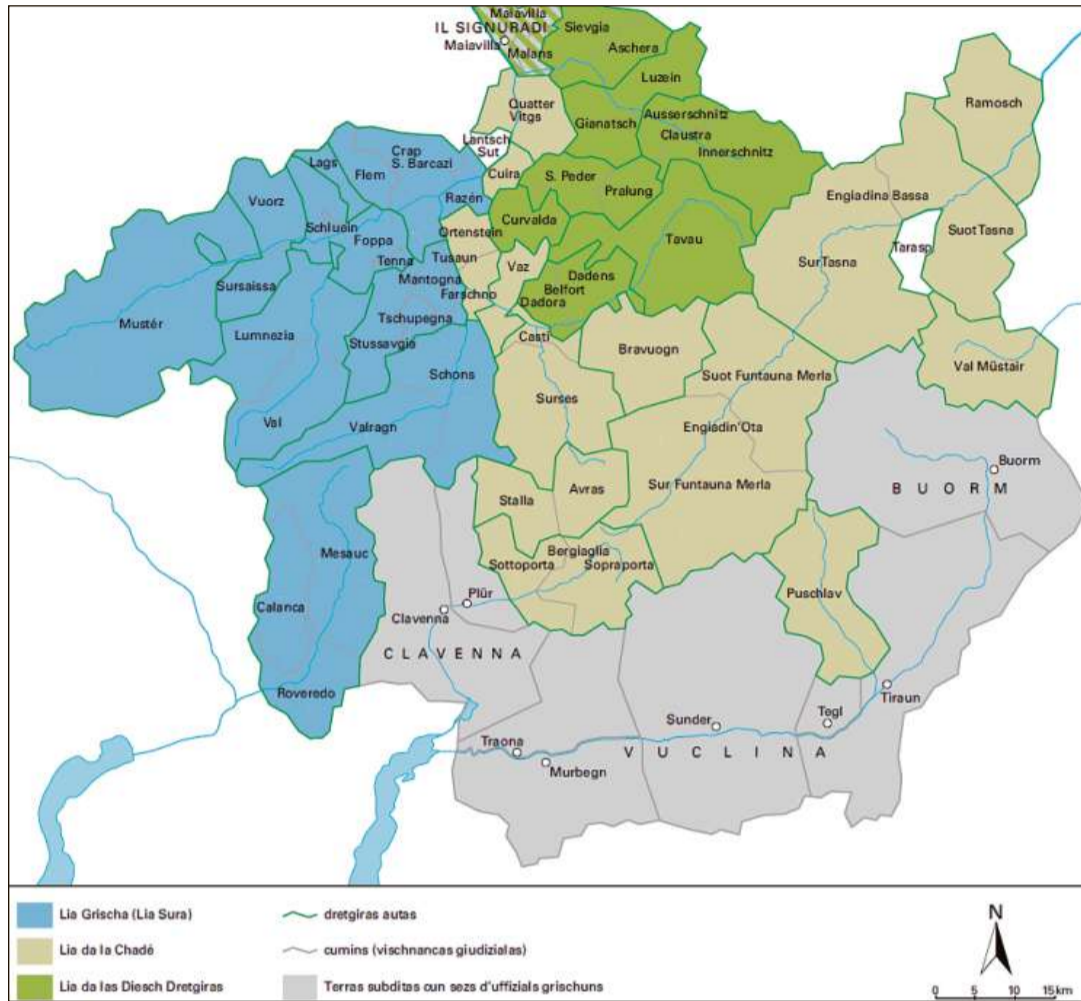 Maiavilla
IL SIGNURADI
Maiavilla
Malans
Sievgia
Aschera
Luzein
Ramosch
Quatter
Vitgs
Gianatsch
Ausserschnitz
Claustra
Innerschnitz
Lantsch
Sut
Crap
S. Barcazi
Lags
Flem
Cuira
S. Peder
Pralung
Engiadina Bassa
Vuorz
Razén
Curvalda
Schluein
Foppa
Ortenstein
Tavau
Suot Tasna
Tarasp
Sur Tasna
Tenna
Tusaun
Vaz
Sursaissa
Mantogna
Farschno
Dadens
Belfort
Dadora
Mustér
Lumnezia
Tschupegna
Stussavgia
Casti
Bravuogn
Val Müstair
Schons
Suot Funtauna Merla
Surses
Val
Valragn
Engiadin'Ota
Buorm
BUORM
Stalla
Avras
Sur Funtauna Merla
Mesauc
Bergiaglia
Sottoporta
Sopraporta
Puschlav
Calanca
Plür
Clavenna
CLAVENNA
Roveredo
Tiraun
Tegl
Sunder
Traona
VUCLINA
Murbegn
Lia Grischa (Lia Sura)
Lia da la Chadé
Lia da las Diesch Dretgiras
dretgiras autas
cumins (vischnancas giudizialas)
Terras subditas cun sezs d'uffizials grischuns
N
0 5 10 15 km